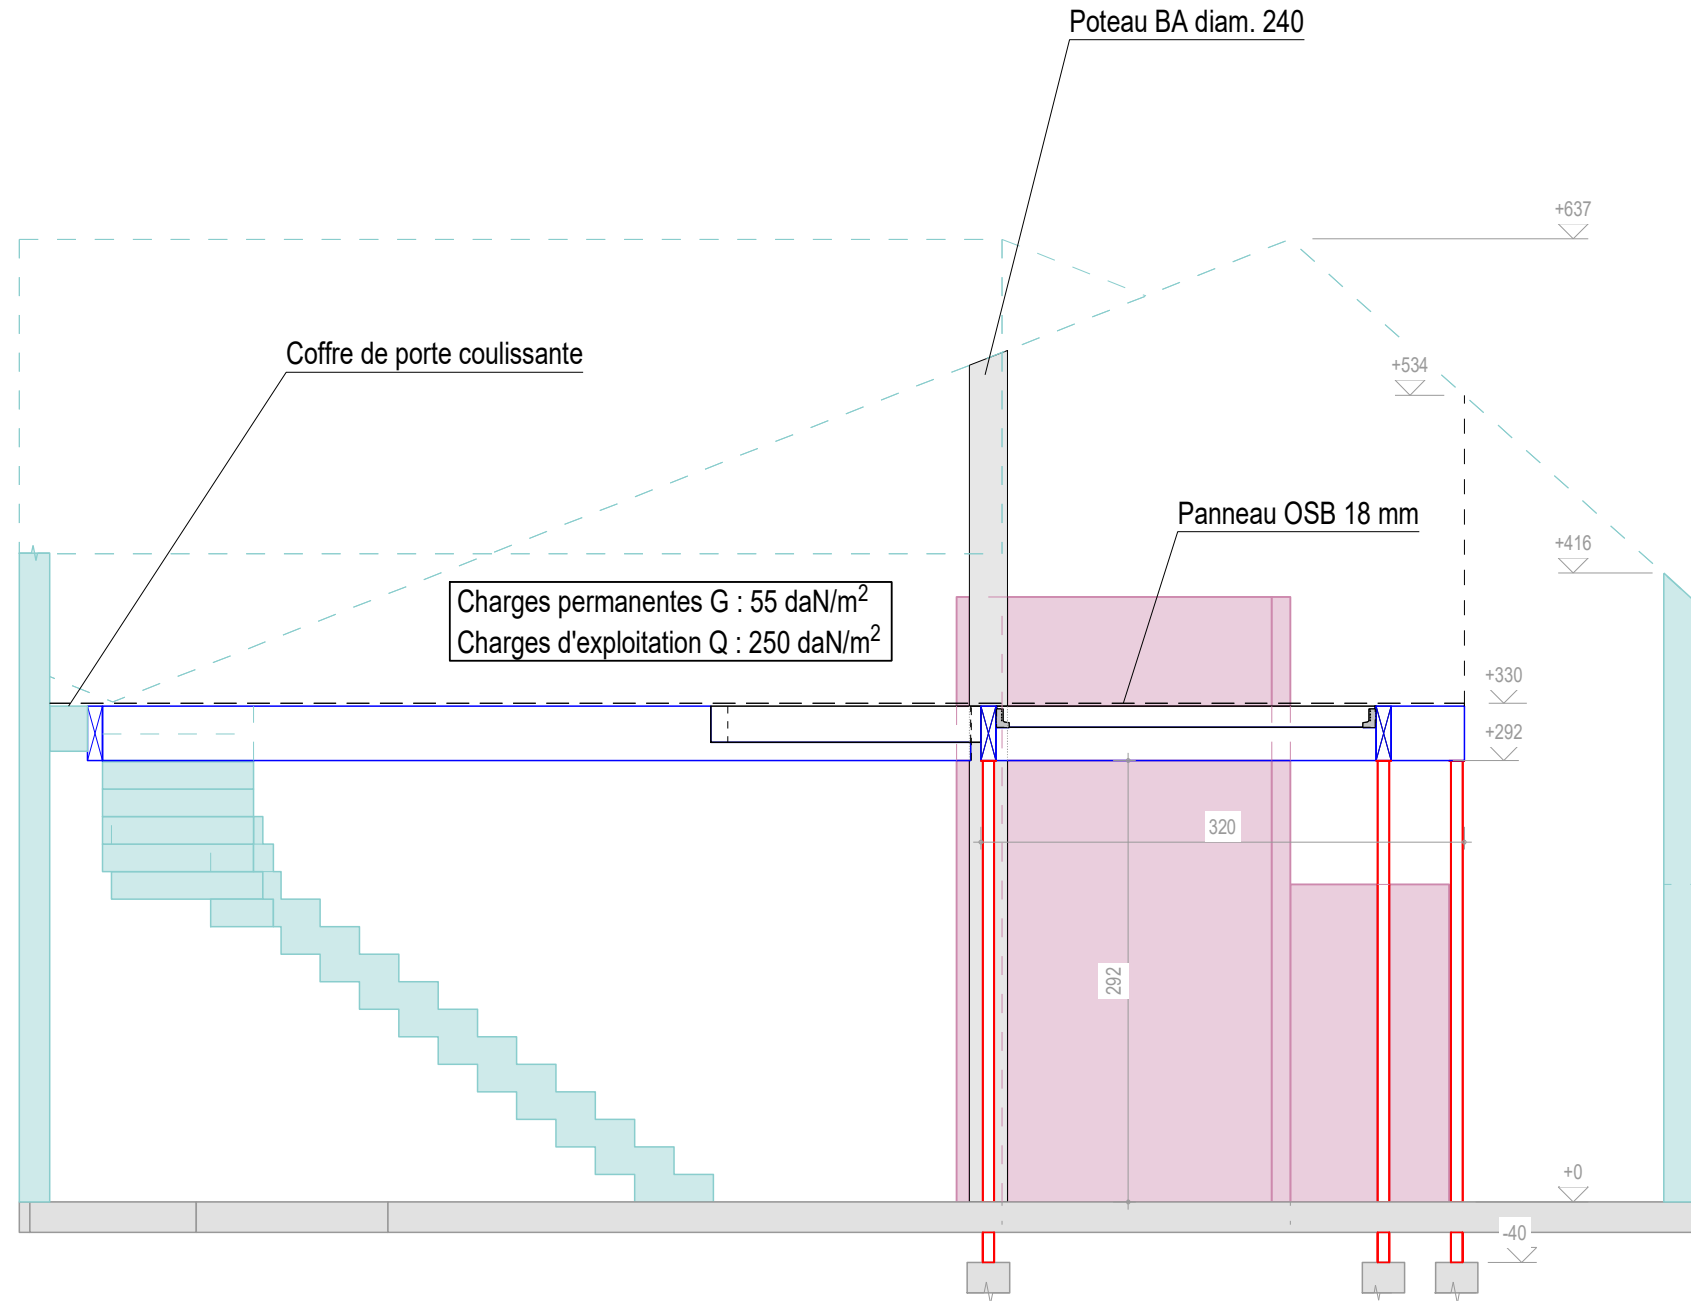 Poteau BA diam. 240
+637
Coffre de porte coulissante
+534
Panneau OSB 18 mm
+416
Charges permanentes G : 55 daN/m²
Charges d'exploitation Q : 250 daN/m²
+330
+292
320
292
+0
-40